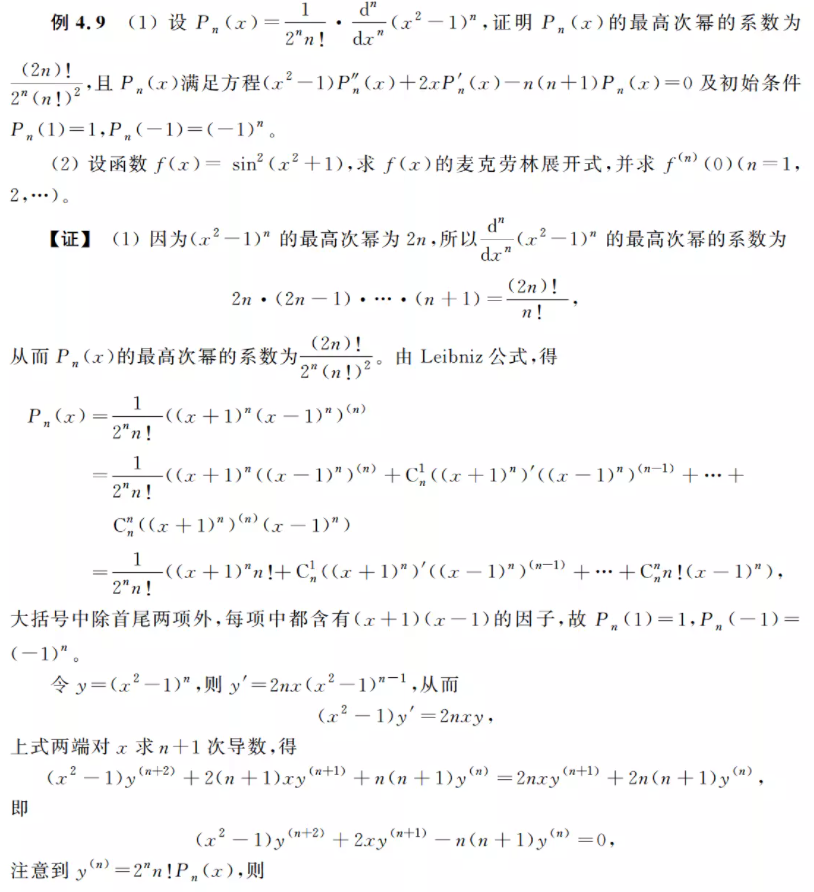 例 4.9 (1) 设 P_n(x)=\frac{1}{2^n n!}·\frac{d^n}{dx^n}(x^2-1)^n,证明 P_n(x)的最高次幂的系数为
\frac{(2n)!}{2^n(n!)^2},且 P_n(x)满足方程(x^2-1)P''_n(x)+2xP'_n(x)-n(n+1)P_n(x)=0 及初始条件
P_n(1)=1,P_n(-1)=(-1)^n。
(2) 设函数 f(x)= sin^2(x^2+1),求 f(x)的麦克劳林展开式,并求 f^{(n)}(0)(n=1,
2,…)。
【证】 (1) 因为(x^2-1)^n 的最高次幂为 2n,所以\frac{d^n}{dx^n}(x^2-1)^n 的最高次幂的系数为
2n·(2n-1)·…·(n+1)=\frac{(2n)!}{n!},
从而 P_n(x)的最高次幂的系数为\frac{(2n)!}{2^n(n!)^2}。由 Leibniz 公式,得
P_n(x)=\frac{1}{2^n n!}((x+1)^n(x-1)^n)^{(n)}
=\frac{1}{2^n n!}((x+1)^n((x-1)^n)^{(n)}+C_n^1((x+1)^n)'((x-1)^n)^{(n-1)}+…+
C_n^n((x+1)^n)^{(n)}(x-1)^n)
=\frac{1}{2^n n!}((x+1)^n n!+C_n^1((x+1)^n)'((x-1)^n)^{(n-1)}+…+C_n^n n!(x-1)^n),
大括号中除首尾两项外,每项中都含有(x+1)(x-1)的因子,故 P_n(1)=1,P_n(-1)=
(-1)^n。
令 y=(x^2-1)^n,则 y'=2nx(x^2-1)^{n-1},从而
(x^2-1)y'=2nxy,
上式两端对 x 求 n+1 次导数,得
(x^2-1)y^{(n+2)}+2(n+1)xy^{(n+1)}+n(n+1)y^{(n)}=2nxy^{(n+1)}+2n(n+1)y^{(n)},
即
(x^2-1)y^{(n+2)}+2xy^{(n+1)}-n(n+1)y^{(n)}=0,
注意到 y^{(n)}=2^n n!P_n(x),则